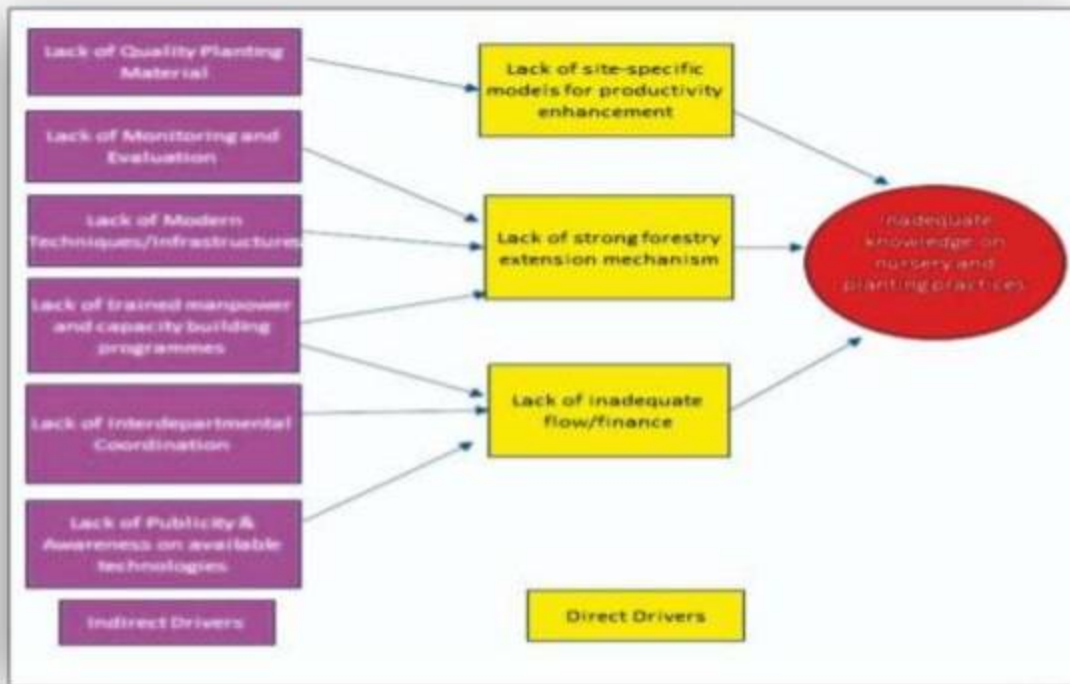 Lack of Quality Planting
Material
Lack of Monitoring and
Evaluation
Lack of Modern
Techniques/Infrastructures
Lack of trained manpower
and capacity building
programmes
Lack of Interdepartmental
Coordination
Lack of Publicity &
Awareness on available
technologies
Indirect Drivers
Lack of site-specific
models for productivity
enhancement
Lack of strong forestry
extension mechanism
Lack of inadequate
flow/finance
Direct Drivers
Inadequate
knowledge on
nursery and
planting practices